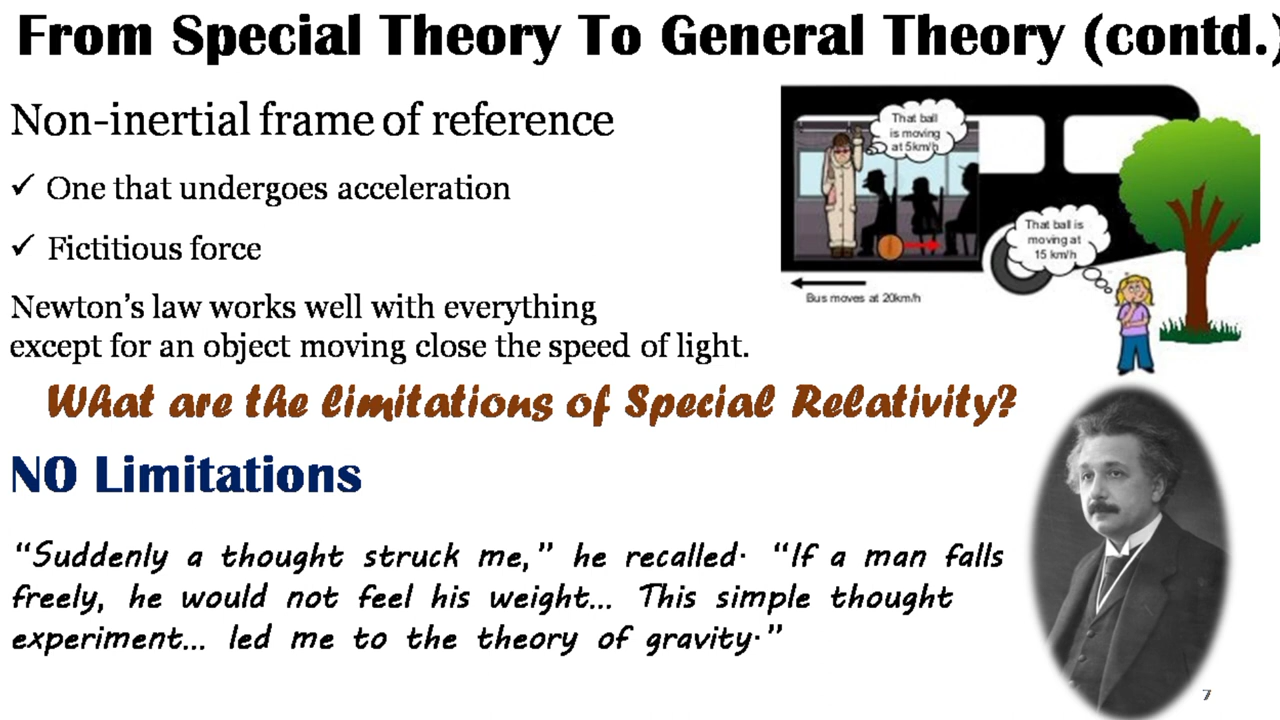 From Special Theory To General Theory (contd.)
Non-inertial frame of reference
✓ One that undergoes acceleration
✓ Fictitious force
Newton's law works well with everything
except for an object moving close the speed of light.
That ball
is moving
at 5km/h
That ball is
moving at
15 km/h
Bus moves at 20km/h
What are the limitations of Special Relativity?
NO Limitations
“Suddenly a thought struck me,” he recalled. “If a man falls
freely, he would not feel his weight... This simple thought
experiment... led me to the theory of gravity.”
7